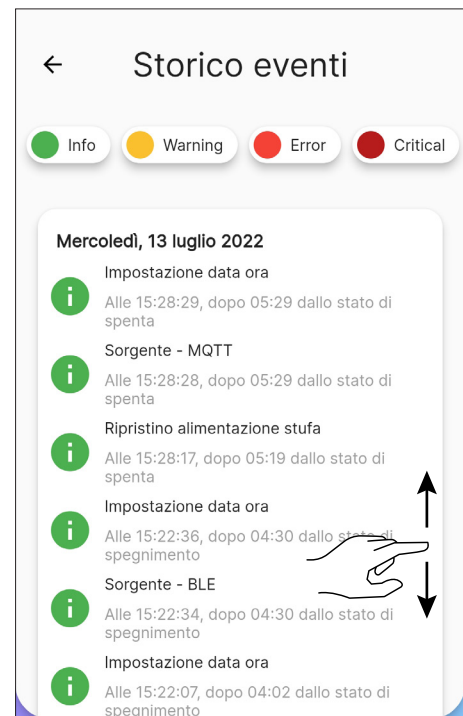 Storico eventi
Info
Warning
Error
Critical
Mercoledì, 13 luglio 2022
Impostazione data ora
Alle 15:28:29, dopo 05:29 dallo stato di
spenta
Sorgente - MQTT
Alle 15:28:28, dopo 05:29 dallo stato di
spenta
Ripristino alimentazione stufa
Alle 15:28:17, dopo 05:19 dallo stato di
spenta
Impostazione data ora
Alle 15:22:36, dopo 04:30 dallo stato di
spegnimento
Sorgente - BLE
Alle 15:22:34, dopo 04:30 dallo stato di
spegnimento
Impostazione data ora
Alle 15:22:07, dopo 04:02 dallo stato di
spegnimento